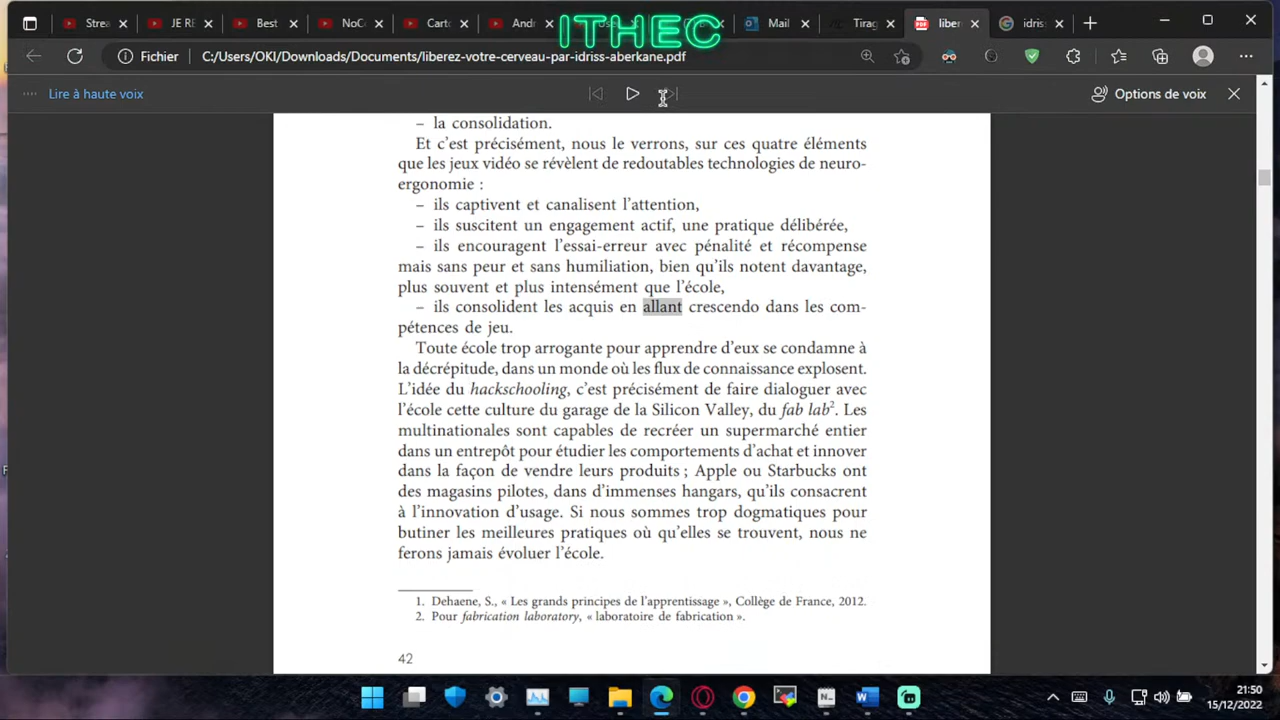 Strea
JE RE
Best
NoCo
Carto
Andr
Mail
Tirag
liber
idris
ITHEC
Fichier
C:/Users/OKI/Downloads/Documents/liberez-votre-cerveau-par-idriss-aberkane.pdf
Lire à haute voix
Options de voix
– la consolidation.
Et c’est précisément, nous le verrons, sur ces quatre éléments
que les jeux vidéo se révèlent de redoutables technologies de neuro-
ergonomie :
– ils captivent et canalisent l’attention,
– ils suscitent un engagement actif, une pratique délibérée,
– ils encouragent l’essai-erreur avec pénalité et récompense
mais sans peur et sans humiliation, bien qu’ils notent davantage,
plus souvent et plus intensément que l’école,
– ils consolident les acquis en allant crescendo dans les com-
pétences de jeu.
Toute école trop arrogante pour apprendre d’eux se condamne à
la décrépitude, dans un monde où les flux de connaissance explosent.
L’idée du hackschooling, c’est précisément de faire dialoguer avec
l’école cette culture du garage de la Silicon Valley, du fab lab2. Les
multinationales sont capables de recréer un supermarché entier
dans un entrepôt pour étudier les comportements d’achat et innover
dans la façon de vendre leurs produits ; Apple ou Starbucks ont
des magasins pilotes, dans d’immenses hangars, qu’ils consacrent
à l’innovation d’usage. Si nous sommes trop dogmatiques pour
butiner les meilleures pratiques où qu’elles se trouvent, nous ne
ferons jamais évoluer l’école.
1. Dehaene, S., « Les grands principes de l’apprentissage », Collège de France, 2012.
2. Pour fabrication laboratory, « laboratoire de fabrication ».
42
21:50
15/12/2022